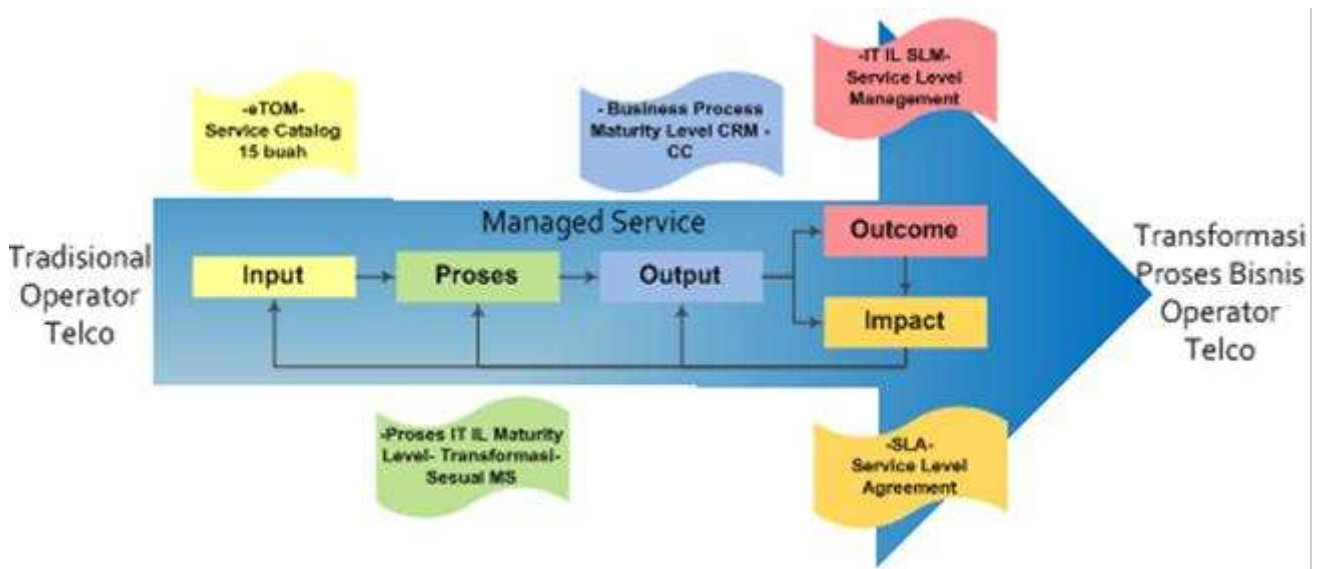 -IT IL SLM-
Service Level
Management
-eTOM-
Service Catalog
15 buah
- Business Process
Maturity Level CRM -
CC
Managed Service
Tradisional
Operator
Telco
Input
Proses
Output
Outcome
Impact
Transformasi
Proses Bisnis
Operator
Telco
-Proses IT IL Maturity
Level- Transformasi-
Sesual MS
-SLA-
Service Level
Agreement